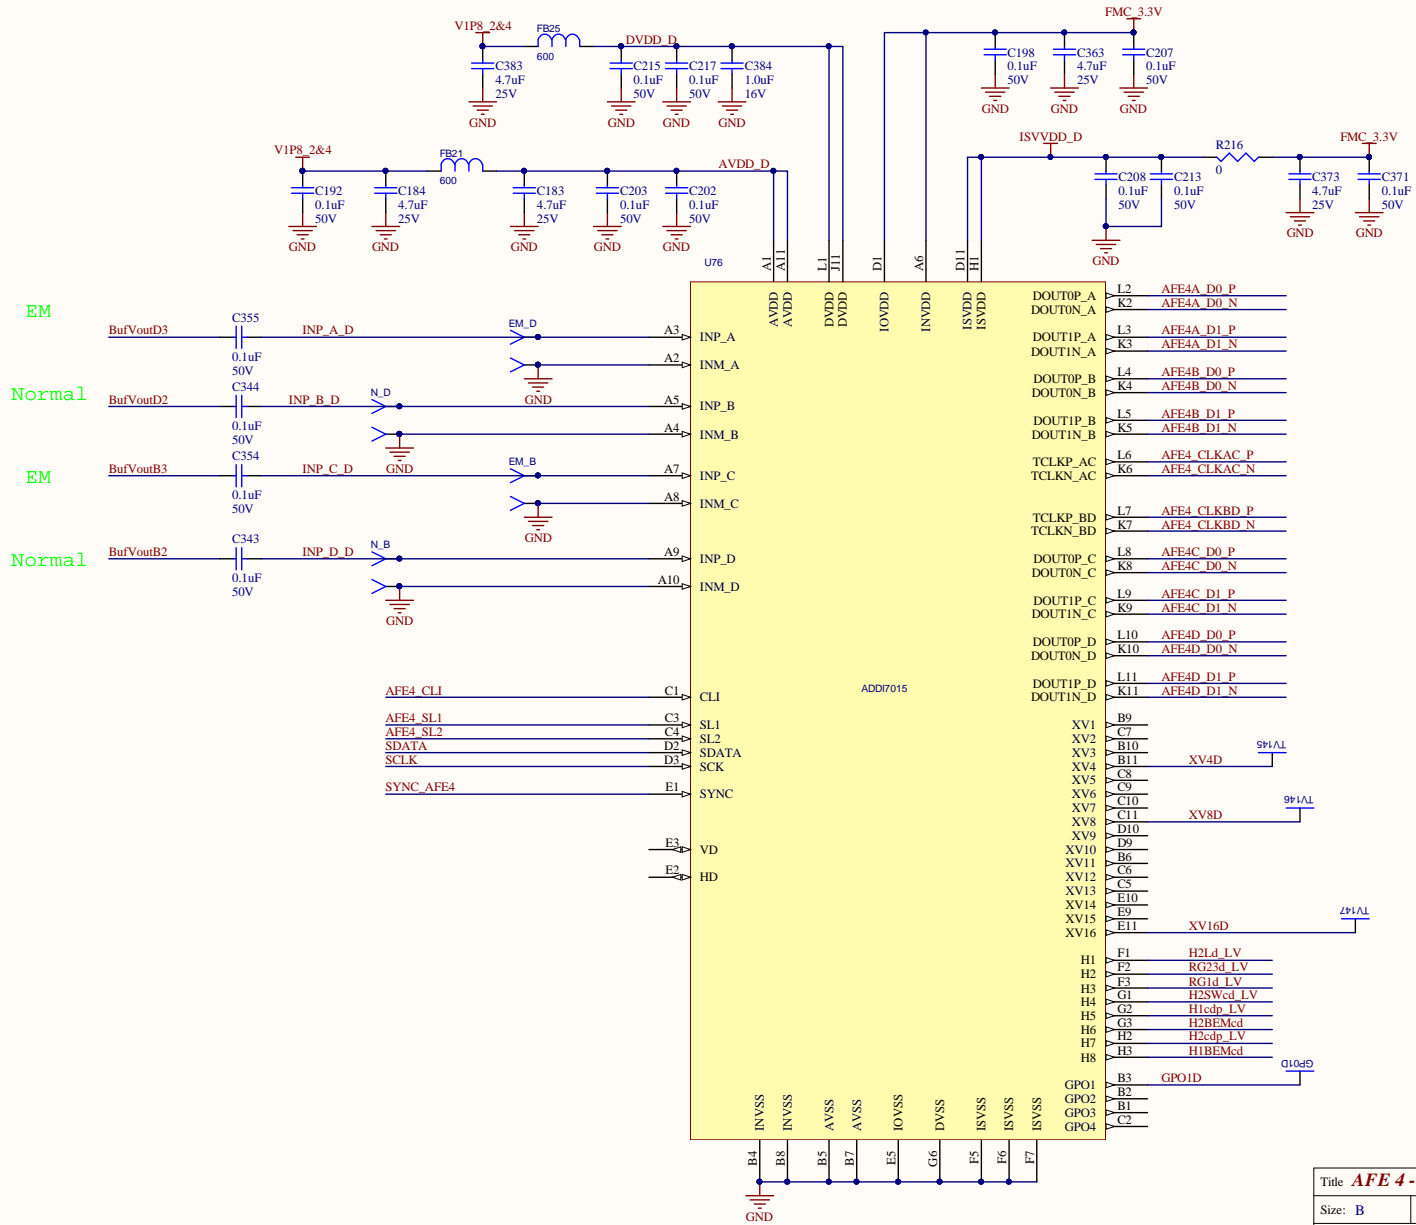 V1P8_2&4
FB25
600
DVDD_D
C383
4.7uF
25V
GND
C215
0.1uF
50V
GND
C217
0.1uF
50V
GND
C384
1.0uF
16V
GND
FMC_3.3V
C198
0.1uF
50V
GND
C363
4.7uF
25V
GND
C207
0.1uF
50V
GND
V1P8_2&4
FB21
600
AVDD_D
C192
0.1uF
50V
GND
C184
4.7uF
25V
GND
C183
4.7uF
25V
GND
C203
0.1uF
50V
GND
C202
0.1uF
50V
GND
ISVVDD_D
R216
0
FMC_3.3V
C208
0.1uF
50V
C213
0.1uF
50V
GND
C373
4.7uF
25V
GND
C371
0.1uF
50V
GND
U76
A1 AVDD
A11 AVDD
L1 DVDD
J11 DVDD
D1 IOVDD
A6 INVDD
D11 ISVDD
H1 ISVDD
EM
BufVoutD3
C355
0.1uF
50V
INP_A_D
EM_D
A3 INP_A
A2 INM_A
GND
Normal
BufVoutD2
C344
0.1uF
50V
INP_B_D
N_D
A5 INP_B
A4 INM_B
GND
EM
BufVoutB3
C354
0.1uF
50V
INP_C_D
EM_B
A7 INP_C
A8 INM_C
GND
Normal
BufVoutB2
C343
0.1uF
50V
INP_D_D
N_B
A9 INP_D
A10 INM_D
GND
AFE4_CLI C1 CLI
AFE4_SL1 C3 SL1
AFE4_SL2 C4 SL2
SDATA D2 SDATA
SCLK D3 SCK
SYNC_AFE4 E1 SYNC
E3 VD
E2 HD
ADDI7015
DOUT0P_A L2 AFE4A_D0_P
DOUT0N_A K2 AFE4A_D0_N
DOUT1P_A L3 AFE4A_D1_P
DOUT1N_A K3 AFE4A_D1_N
DOUT0P_B L4 AFE4B_D0_P
DOUT0N_B K4 AFE4B_D0_N
DOUT1P_B L5 AFE4B_D1_P
DOUT1N_B K5 AFE4B_D1_N
TCLKP_AC L6 AFE4_CLKAC_P
TCLKN_AC K6 AFE4_CLKAC_N
TCLKP_BD L7 AFE4_CLKBD_P
TCLKN_BD K7 AFE4_CLKBD_N
DOUT0P_C L8 AFE4C_D0_P
DOUT0N_C K8 AFE4C_D0_N
DOUT1P_C L9 AFE4C_D1_P
DOUT1N_C K9 AFE4C_D1_N
DOUT0P_D L10 AFE4D_D0_P
DOUT0N_D K10 AFE4D_D0_N
DOUT1P_D L11 AFE4D_D1_P
DOUT1N_D K11 AFE4D_D1_N
XV1 B9
XV2 C7
XV3 B10
XV4 B11 XV4D TV145
XV5 C8
XV6 C9
XV7 C10
XV8 C11 XV8D TV146
XV9 D10
XV10 D9
XV11 B6
XV12 C6
XV13 C5
XV14 E10
XV15 E9
XV16 E11 XV16D TV147
H1 F1 H2Ld_LV
H2 F2 RG23d_LV
H3 F3 RG1d_LV
H4 G1 H2SWcd_LV
H5 G2 H1cdp_LV
H6 G3 H2BEMcd
H7 H2 H2cdp_LV
H8 H3 H1BEMcd
GPO1 B3 GPO1D GP01D
GPO2 B2
GPO3 B1
GPO4 C2
INVSS B4
INVSS B8
AVSS B5
AVSS B7
IOVSS E5
DVSS G6
ISVSS F5
ISVSS F6
ISVSS F7
GND
Title AFE 4 -
Size: B